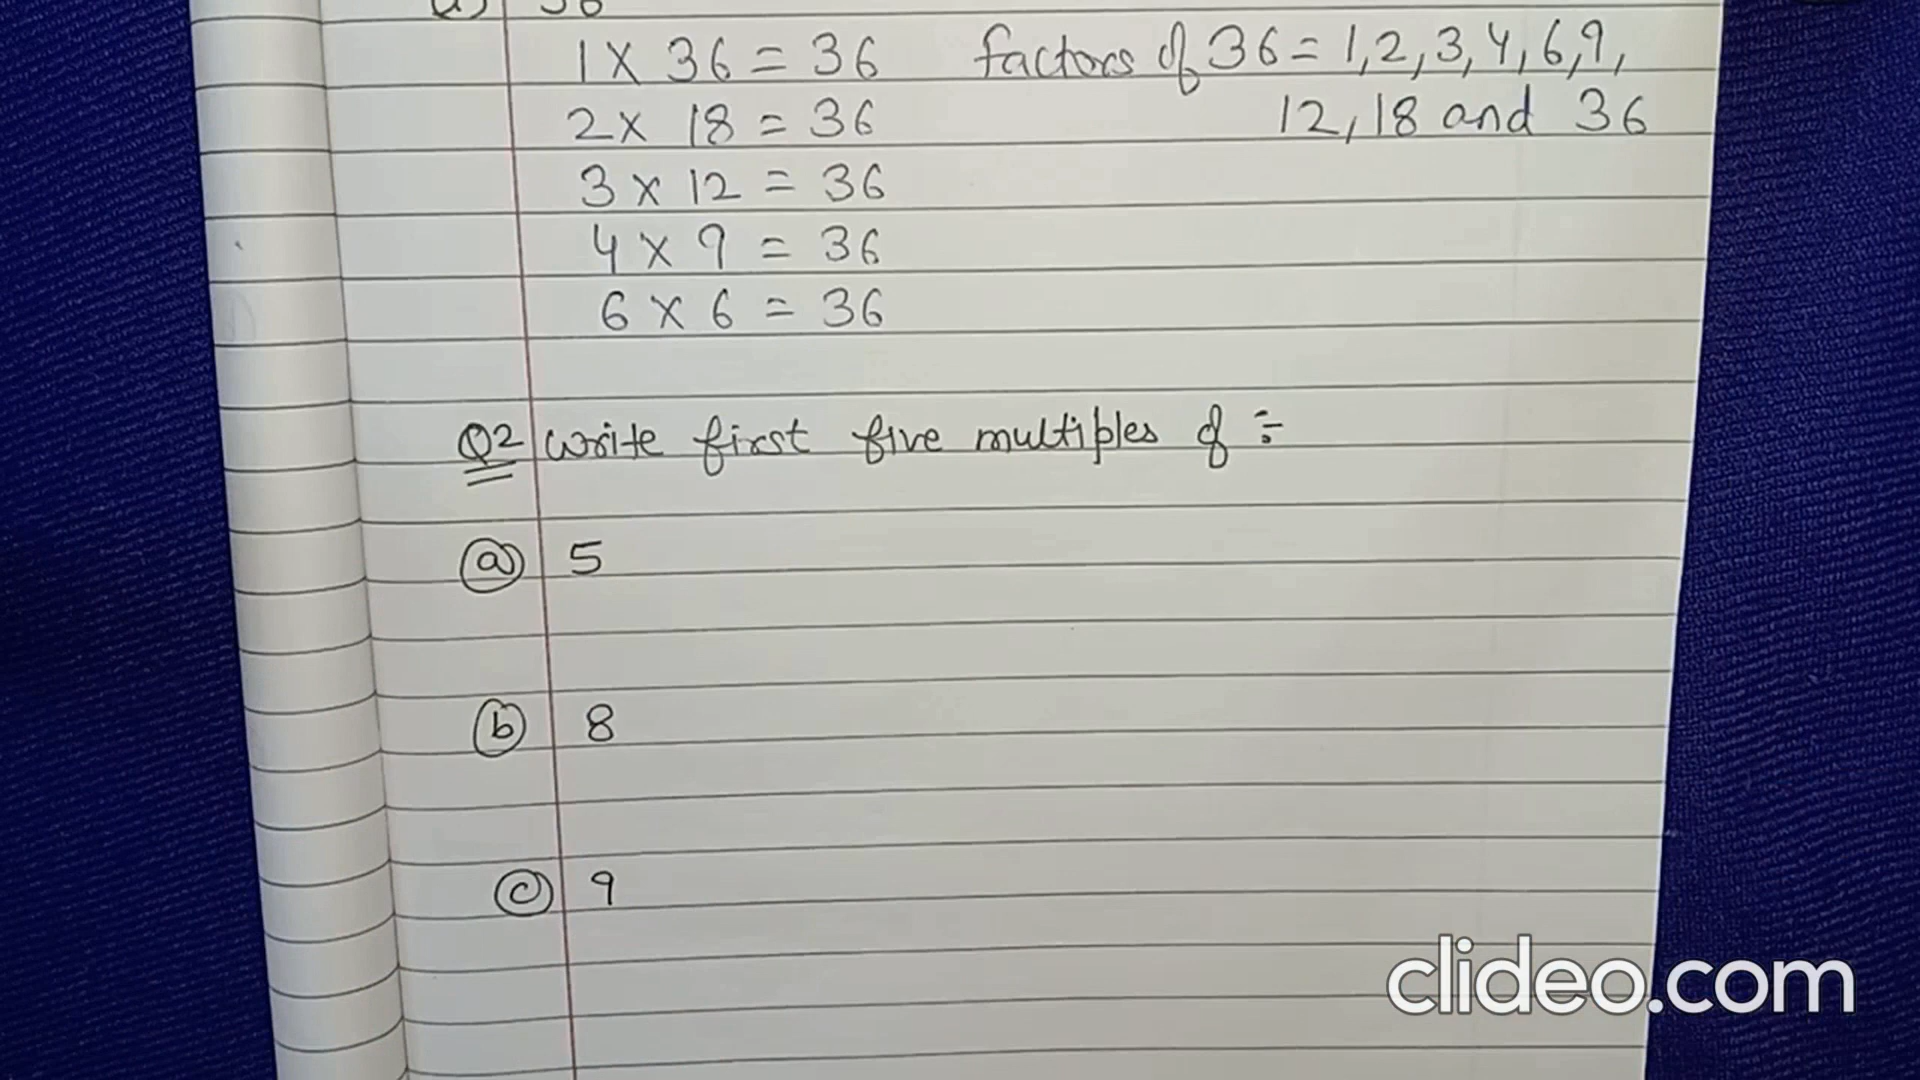 (d) 36
1 X 36 = 36 factors of 36 = 1, 2, 3, 4, 6, 9,
2 x 18 = 36 12, 18 and 36
3 x 12 = 36
4 x 9 = 36
6 x 6 = 36
Q2 Write first five multiples of ÷
(a) 5
(b) 8
(c) 9
clideo.com